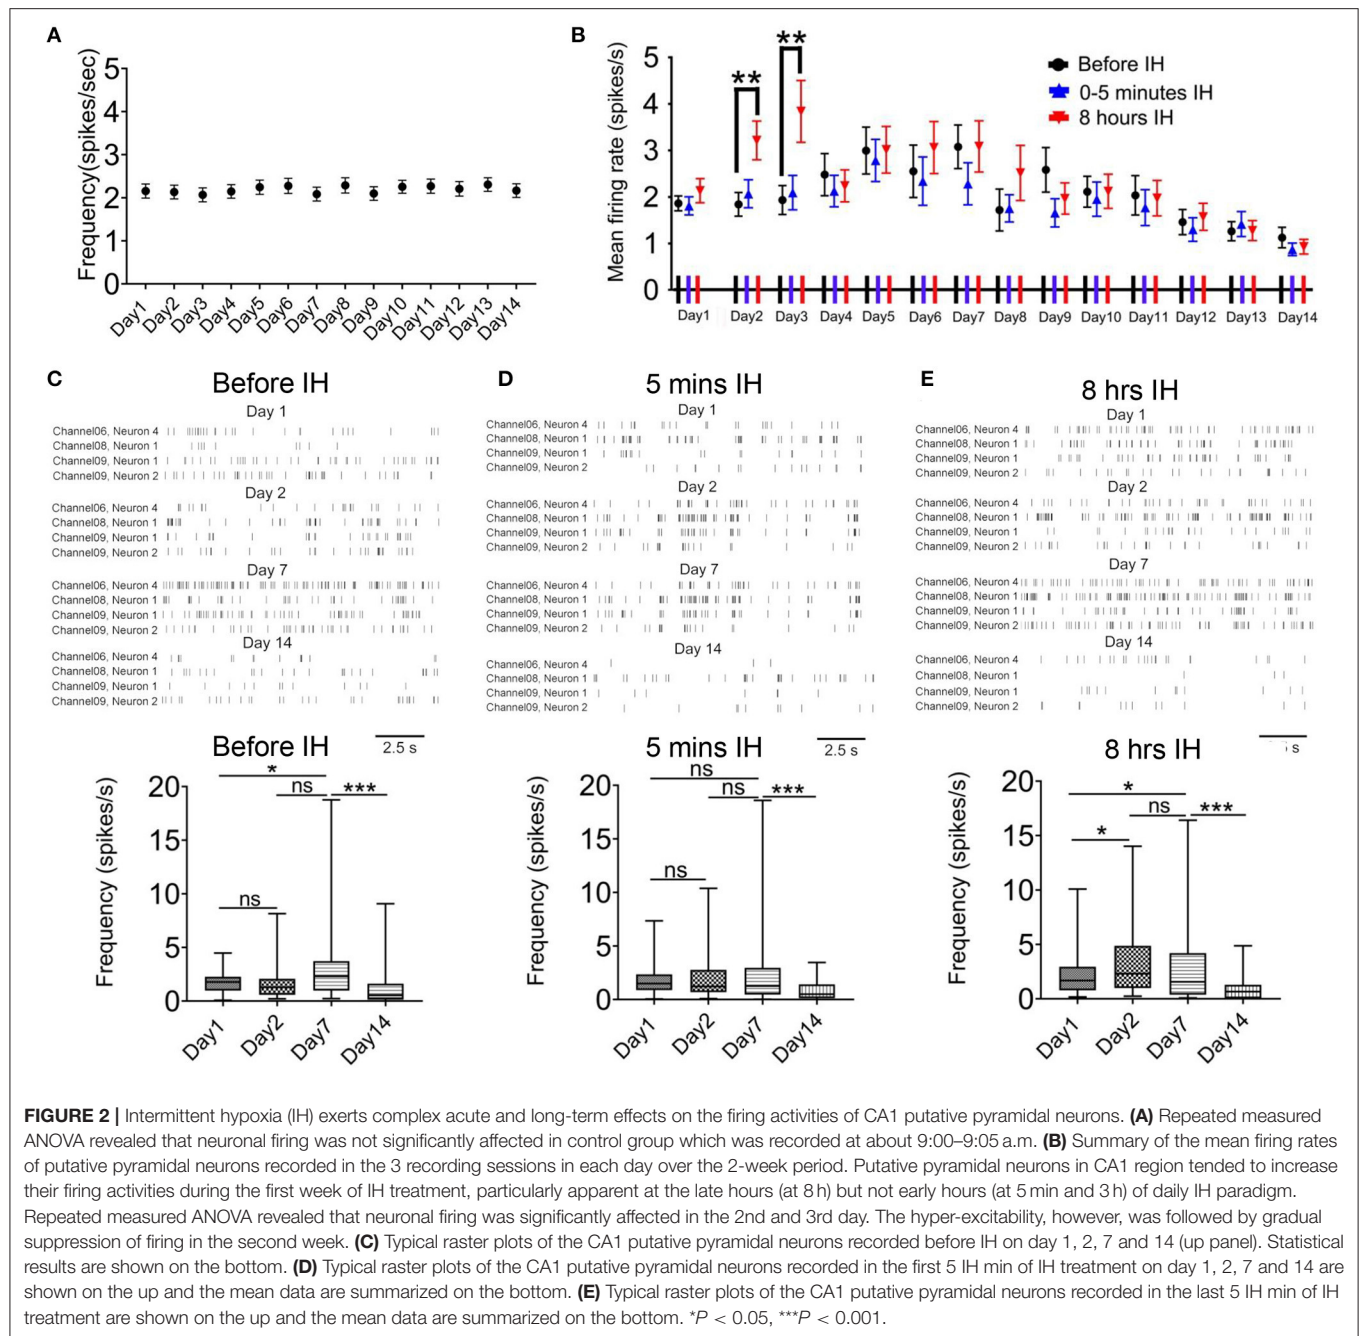 A
Frequency(spikes/sec)
5
4
3
2
1
0
Day1
Day2
Day3
Day4
Day5
Day6
Day7
Day8
Day9
Day10
Day11
Day12
Day13
Day14
B
Mean firing rate (spikes/s)
5
4
3
2
1
0
**
**
Before IH
0-5 minutes IH
8 hours IH
Day1
Day2
Day3
Day4
Day5
Day6
Day7
Day8
Day9
Day10
Day11
Day12
Day13
Day14
C
Before IH
Day 1
Channel06, Neuron 4
Channel08, Neuron 1
Channel09, Neuron 1
Channel09, Neuron 2
Day 2
Channel06, Neuron 4
Channel08, Neuron 1
Channel09, Neuron 1
Channel09, Neuron 2
Day 7
Channel06, Neuron 4
Channel08, Neuron 1
Channel09, Neuron 1
Channel09, Neuron 2
Day 14
Channel06, Neuron 4
Channel08, Neuron 1
Channel09, Neuron 1
Channel09, Neuron 2
2.5 s
Before IH
Frequency (spikes/s)
20
15
10
5
0
*
ns
***
ns
Day1
Day2
Day7
Day14
D
5 mins IH
Day 1
Channel06, Neuron 4
Channel08, Neuron 1
Channel09, Neuron 1
Channel09, Neuron 2
Day 2
Channel06, Neuron 4
Channel08, Neuron 1
Channel09, Neuron 1
Channel09, Neuron 2
Day 7
Channel06, Neuron 4
Channel08, Neuron 1
Channel09, Neuron 1
Channel09, Neuron 2
Day 14
Channel06, Neuron 4
Channel08, Neuron 1
Channel09, Neuron 1
Channel09, Neuron 2
2.5 s
5 mins IH
Frequency (spikes/s)
20
15
10
5
0
ns
ns
***
ns
Day1
Day2
Day7
Day14
E
8 hrs IH
Day 1
Channel06, Neuron 4
Channel08, Neuron 1
Channel09, Neuron 1
Channel09, Neuron 2
Day 2
Channel06, Neuron 4
Channel08, Neuron 1
Channel09, Neuron 1
Channel09, Neuron 2
Day 7
Channel06, Neuron 4
Channel08, Neuron 1
Channel09, Neuron 1
Channel09, Neuron 2
Day 14
Channel06, Neuron 4
Channel08, Neuron 1
Channel09, Neuron 1
Channel09, Neuron 2
s
8 hrs IH
Frequency (spikes/s)
20
15
10
5
0
*
ns
***
*
Day1
Day2
Day7
Day14
FIGURE 2 | Intermittent hypoxia (IH) exerts complex acute and long-term effects on the firing activities of CA1 putative pyramidal neurons. (A) Repeated measured
ANOVA revealed that neuronal firing was not significantly affected in control group which was recorded at about 9:00–9:05 a.m. (B) Summary of the mean firing rates
of putative pyramidal neurons recorded in the 3 recording sessions in each day over the 2-week period. Putative pyramidal neurons in CA1 region tended to increase
their firing activities during the first week of IH treatment, particularly apparent at the late hours (at 8 h) but not early hours (at 5 min and 3 h) of daily IH paradigm.
Repeated measured ANOVA revealed that neuronal firing was significantly affected in the 2nd and 3rd day. The hyper-excitability, however, was followed by gradual
suppression of firing in the second week. (C) Typical raster plots of the CA1 putative pyramidal neurons recorded before IH on day 1, 2, 7 and 14 (up panel). Statistical
results are shown on the bottom. (D) Typical raster plots of the CA1 putative pyramidal neurons recorded in the first 5 IH min of IH treatment on day 1, 2, 7 and 14 are
shown on the up and the mean data are summarized on the bottom. (E) Typical raster plots of the CA1 putative pyramidal neurons recorded in the last 5 IH min of IH
treatment are shown on the up and the mean data are summarized on the bottom. *P < 0.05, ***P < 0.001.